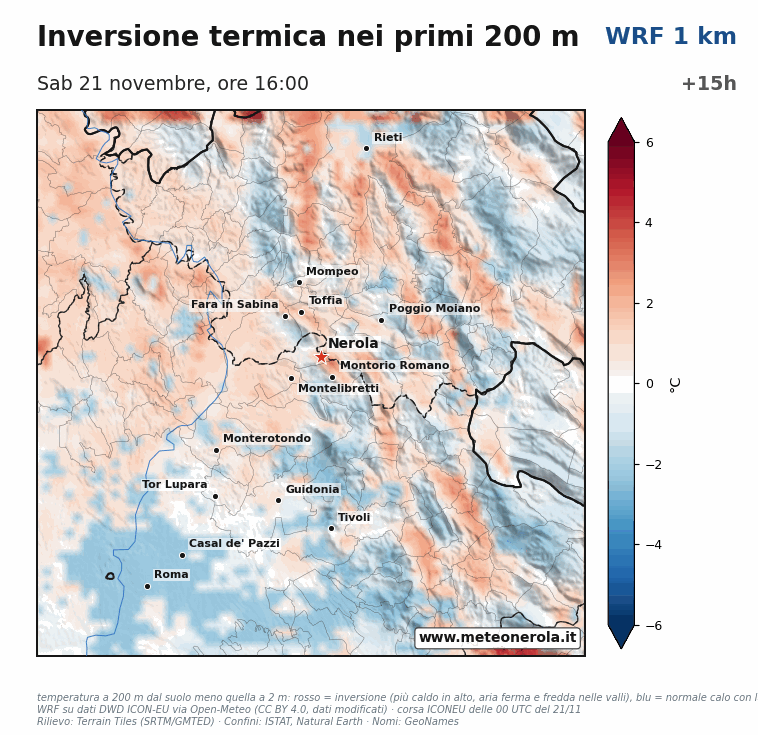 Inversione termica nei primi 200 m WRF 1 km
Sab 21 novembre, ore 16:00 +15h
Rieti
Mompeo
Fara in Sabina
Toffia
Poggio Moiano
Nerola
Montorio Romano
Montelibretti
Monterotondo
Tor Lupara
Guidonia
Tivoli
Casal de' Pazzi
Roma
www.meteonerola.it
6
4
2
0
−2
−4
−6
°C
temperatura a 200 m dal suolo meno quella a 2 m: rosso = inversione (più caldo in alto, aria ferma e fredda nelle valli), blu = normale calo con l
WRF su dati DWD ICON-EU via Open-Meteo (CC BY 4.0, dati modificati) · corsa ICONEU delle 00 UTC del 21/11
Rilievo: Terrain Tiles (SRTM/GMTED) · Confini: ISTAT, Natural Earth · Nomi: GeoNames